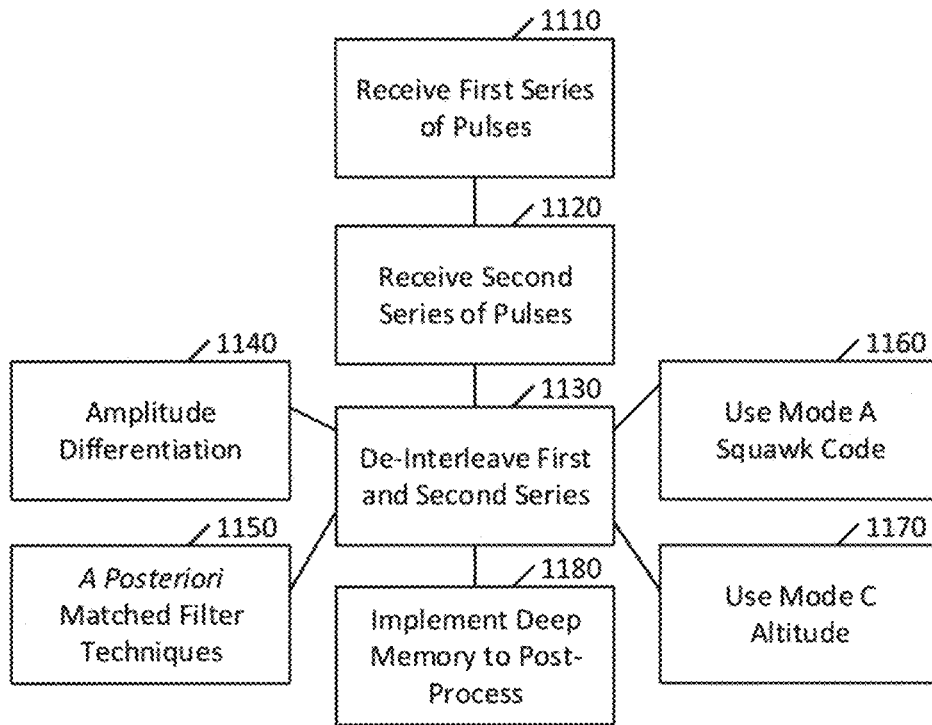 1110
Receive First Series
of Pulses
1120
Receive Second
Series of Pulses
1140
Amplitude
Differentiation
1130
De-Interleave First
and Second Series
1160
Use Mode A
Squawk Code
1150
A Posteriori
Matched Filter
Techniques
1180
Implement Deep
Memory to Post-
Process
1170
Use Mode C
Altitude